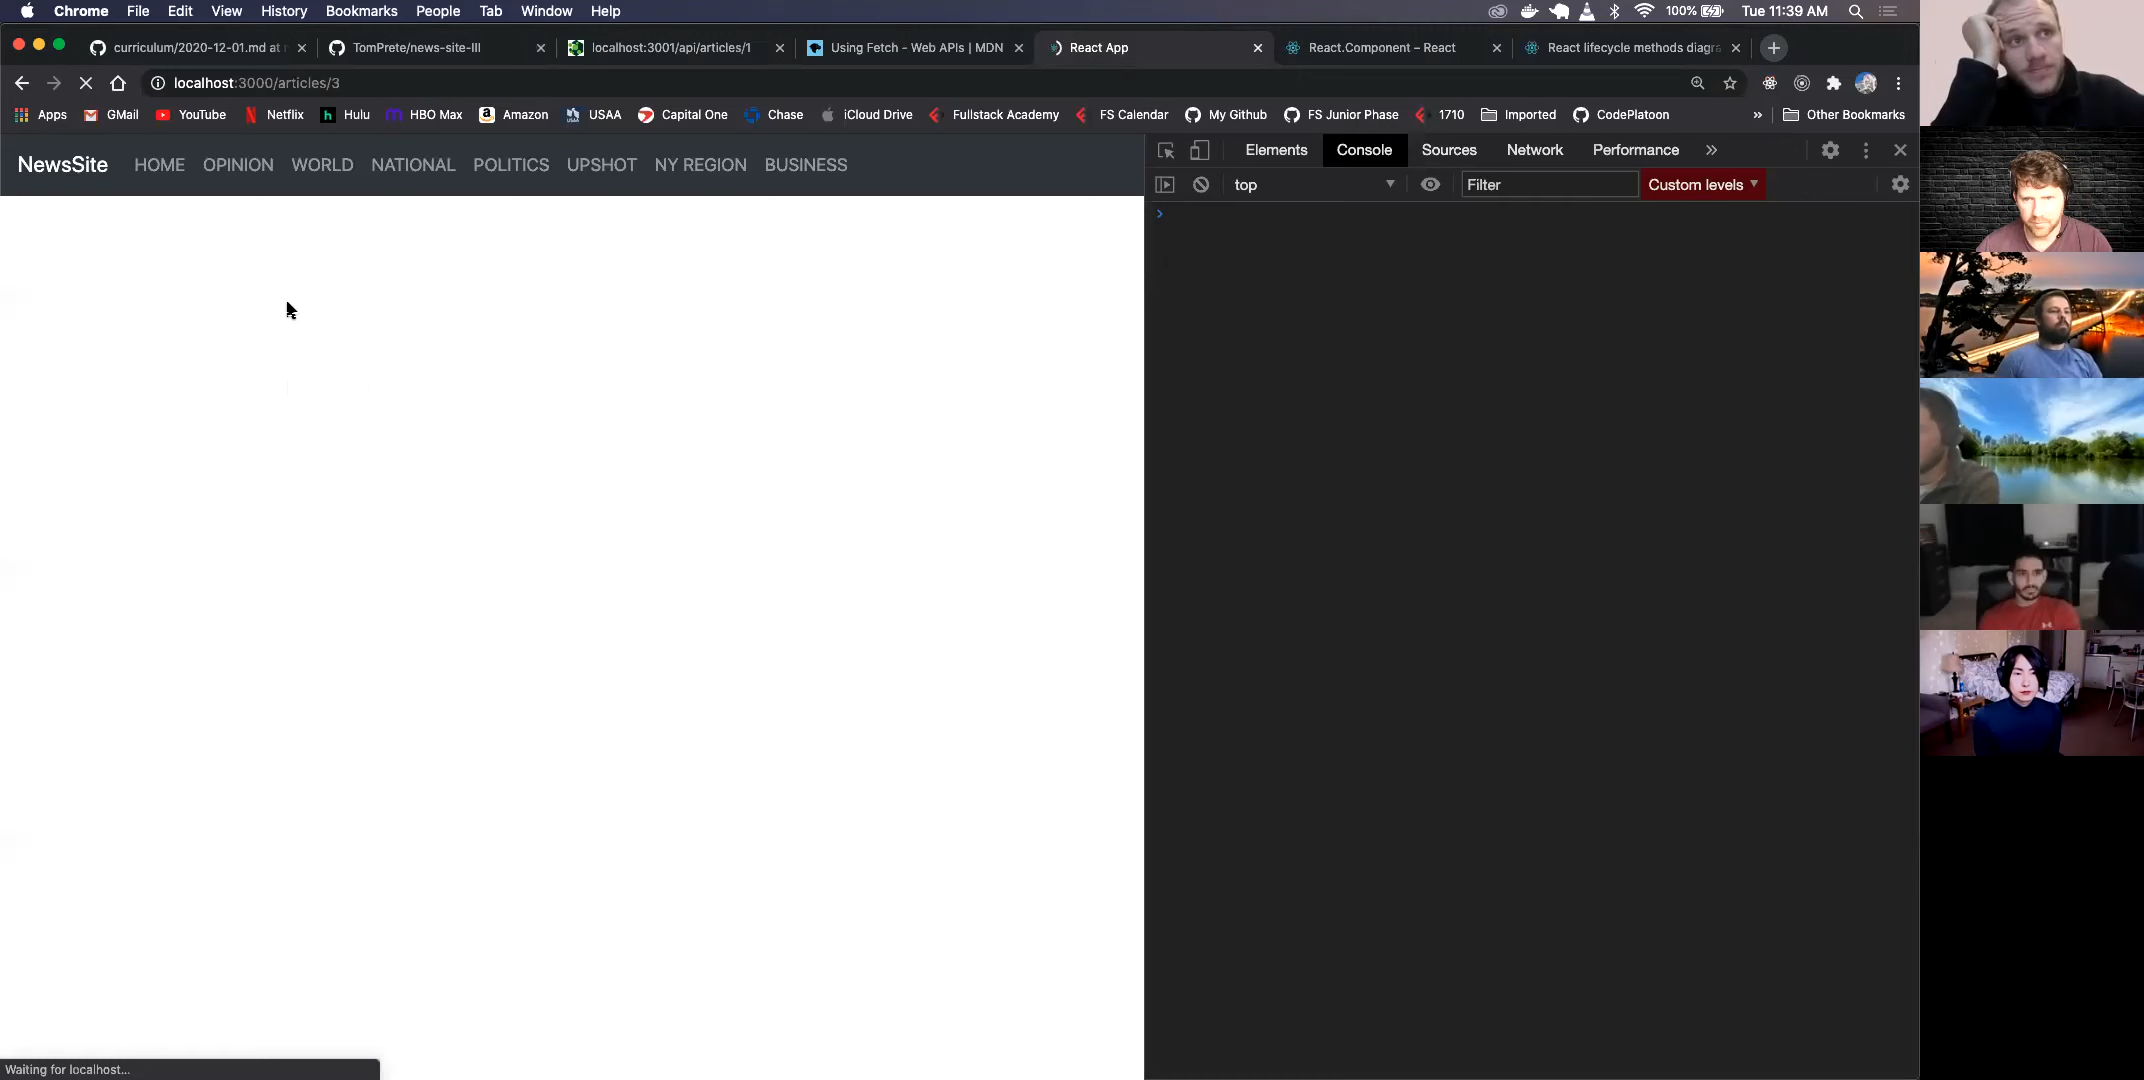 Chrome File Edit View History Bookmarks People Tab Window Help 100% Tue 11:39 AM
curriculum/2020-12-01.md at TomPrete/news-site-III localhost:3001/api/articles/1 Using Fetch - Web APIs | MDN React App React.Component – React React lifecycle methods diagra
localhost:3000/articles/3
Apps GMail YouTube Netflix Hulu HBO Max Amazon USAA Capital One Chase iCloud Drive Fullstack Academy FS Calendar My Github FS Junior Phase 1710 Imported CodePlatoon » Other Bookmarks
NewsSite HOME OPINION WORLD NATIONAL POLITICS UPSHOT NY REGION BUSINESS
Elements Console Sources Network Performance »
top Filter Custom levels
Waiting for localhost...